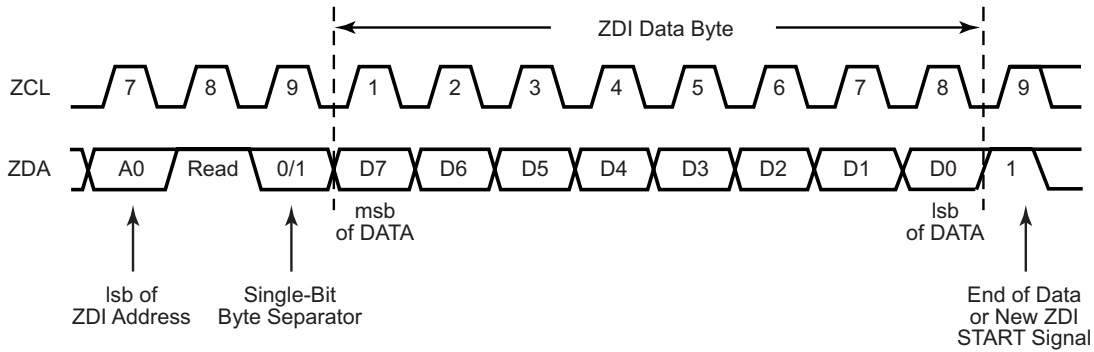 ZDI Data Byte
ZCL 7 8 9 1 2 3 4 5 6 7 8 9
ZDA A0 Read 0/1 D7 D6 D5 D4 D3 D2 D1 D0 1
msb
of DATA
lsb
of DATA
lsb of
ZDI Address
Single-Bit
Byte Separator
End of Data
or New ZDI
START Signal